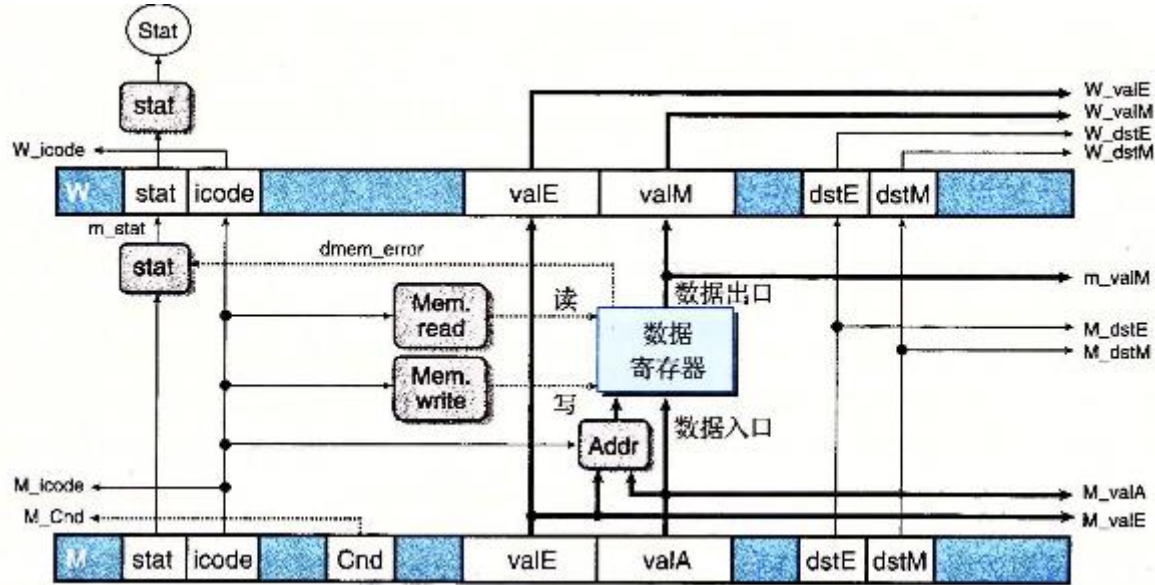 Stat
stat
W_valE
W_valM
W_dstE
W_dstM
W_icode
W stat icode valE valM dstE dstM
m_stat
dmem_error
stat
m_valM
数据出口
Mem.
read
读
数据
寄存器
M_dstE
M_dstM
Mem.
write
写
数据入口
Addr
M_icode
M_valA
M_Cnd
M_valE
M stat icode Cnd valE valA dstE dstM